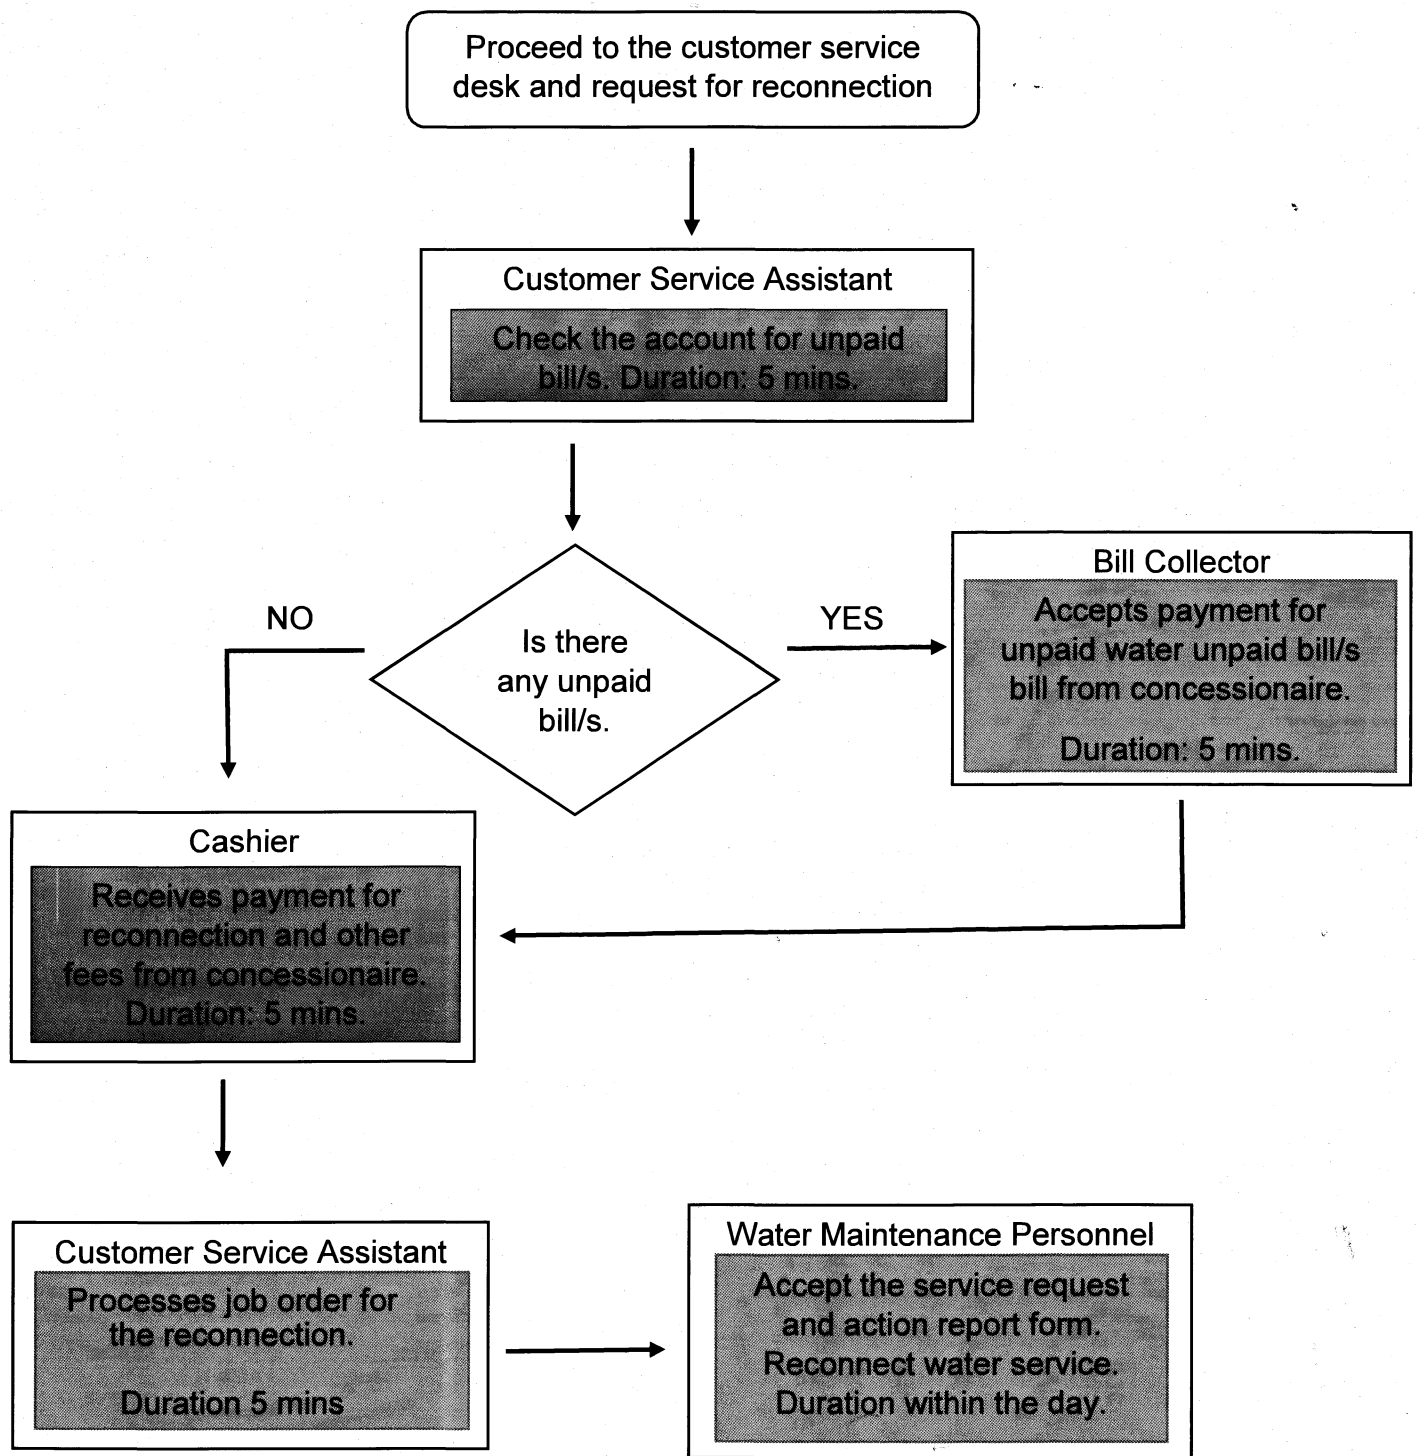 Proceed to the customer service
desk and request for reconnection
Customer Service Assistant
Check the account for unpaid
bill/s. Duration: 5 mins.
Is there
any unpaid
bill/s.
NO
YES
Bill Collector
Accepts payment for
unpaid water unpaid bill/s
bill from concessionaire.
Duration: 5 mins.
Cashier
Receives payment for
reconnection and other
fees from concessionaire.
Duration: 5 mins.
Customer Service Assistant
Processes job order for
the reconnection.
Duration 5 mins
Water Maintenance Personnel
Accept the service request
and action report form.
Reconnect water service.
Duration within the day.